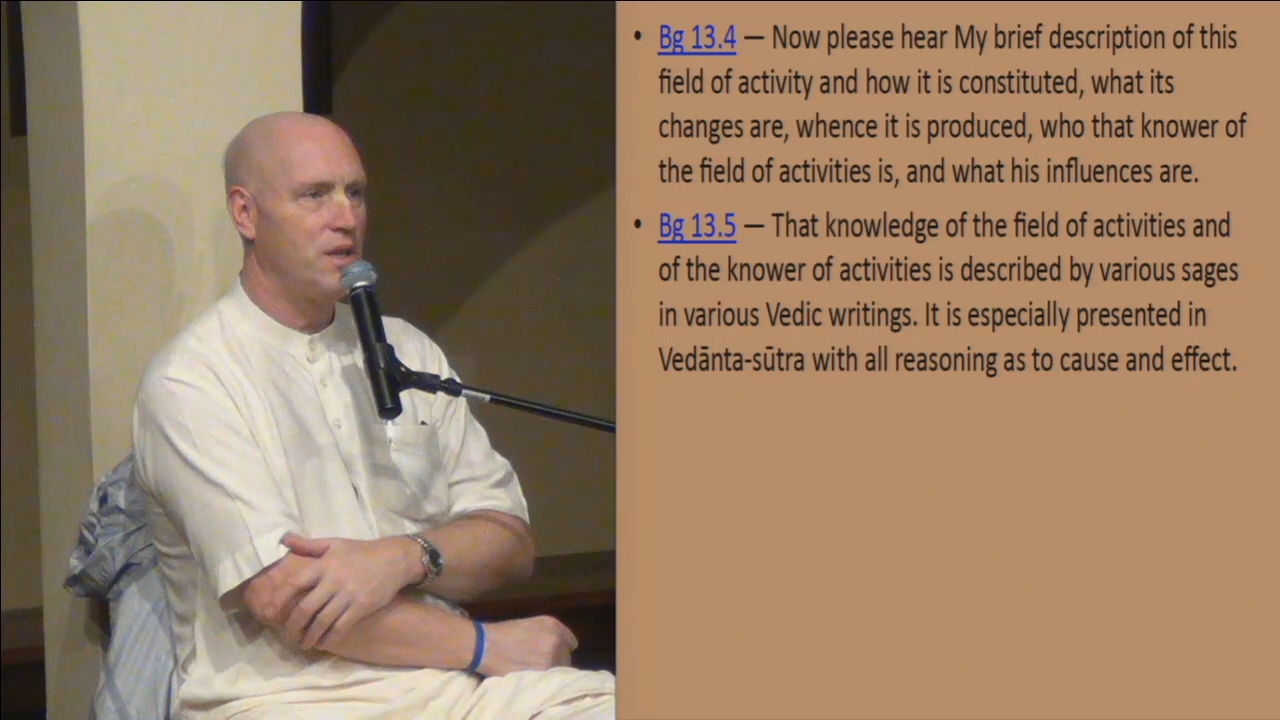 • Bg 13.4 — Now please hear My brief description of this
field of activity and how it is constituted, what its
changes are, whence it is produced, who that knower of
the field of activities is, and what his influences are.
• Bg 13.5 — That knowledge of the field of activities and
of the knower of activities is described by various sages
in various Vedic writings. It is especially presented in
Vedānta-sūtra with all reasoning as to cause and effect.